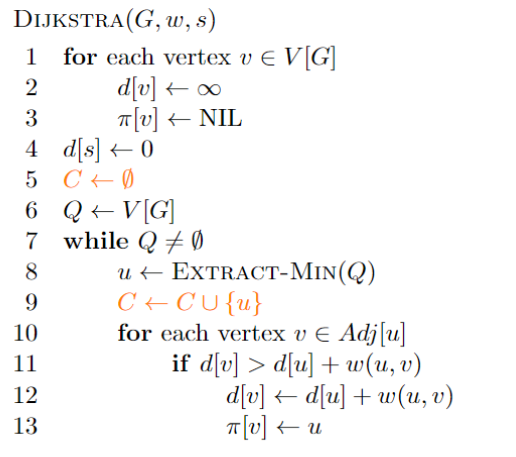 DIJKSTRA(G, w, s)
1 for each vertex v ∈ V[G]
2 d[v] ← ∞
3 π[v] ← NIL
4 d[s] ← 0
5 C ← ∅
6 Q ← V[G]
7 while Q ≠ ∅
8 u ← EXTRACT-MIN(Q)
9 C ← C ∪ {u}
10 for each vertex v ∈ Adj[u]
11 if d[v] > d[u] + w(u, v)
12 d[v] ← d[u] + w(u, v)
13 π[v] ← u